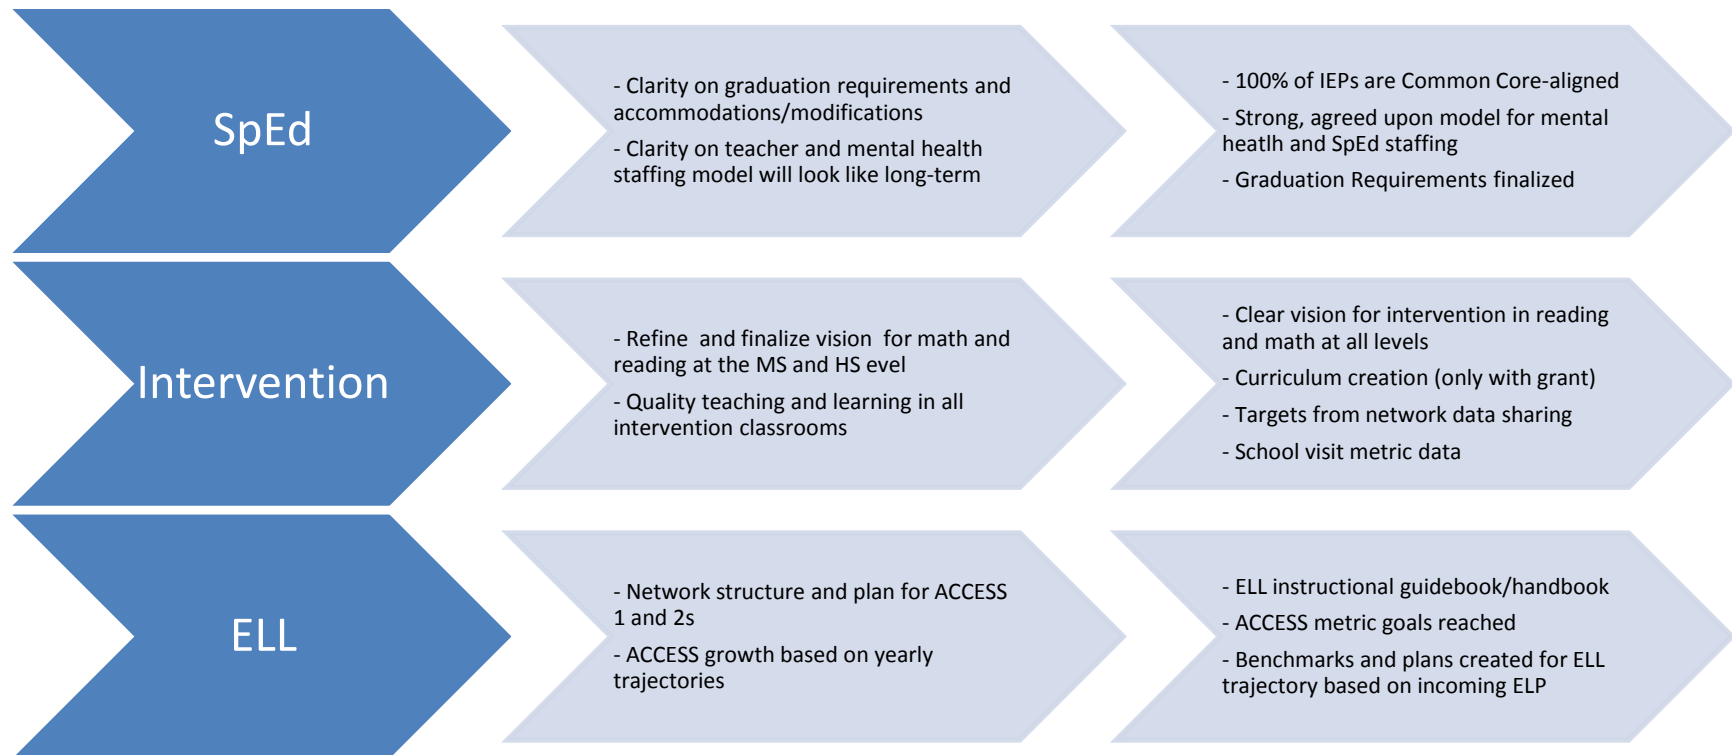 SpEd
- Clarity on graduation requirements and
accommodations/modifications
- Clarity on teacher and mental health
staffing model will look like long-term
- 100% of IEPs are Common Core-aligned
- Strong, agreed upon model for mental
heatlh and SpEd staffing
- Graduation Requirements finalized
Intervention
- Refine  and finalize vision  for math and
reading at the MS and HS evel
- Quality teaching and learning in all
intervention classrooms
- Clear vision for intervention in reading
and math at all levels
- Curriculum creation (only with grant)
- Targets from network data sharing
- School visit metric data
ELL
- Network structure and plan for ACCESS
1 and 2s
- ACCESS growth based on yearly
trajectories
- ELL instructional guidebook/handbook
- ACCESS metric goals reached
- Benchmarks and plans created for ELL
trajectory based on incoming ELP